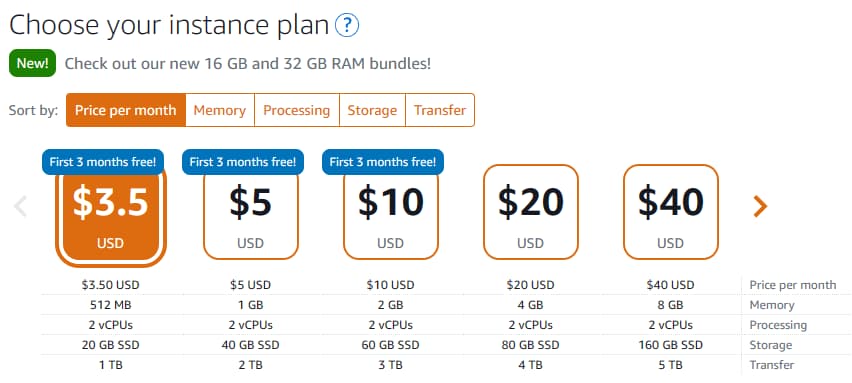 Choose your instance plan ?
New! Check out our new 16 GB and 32 GB RAM bundles!
Sort by: Price per month Memory Processing Storage Transfer
First 3 months free! First 3 months free! First 3 months free!
$3.5 $5 $10 $20 $40
USD USD USD USD USD
$3.50 USD $5 USD $10 USD $20 USD $40 USD Price per month
512 MB 1 GB 2 GB 4 GB 8 GB Memory
2 vCPUs 2 vCPUs 2 vCPUs 2 vCPUs 2 vCPUs Processing
20 GB SSD 40 GB SSD 60 GB SSD 80 GB SSD 160 GB SSD Storage
1 TB 2 TB 3 TB 4 TB 5 TB Transfer